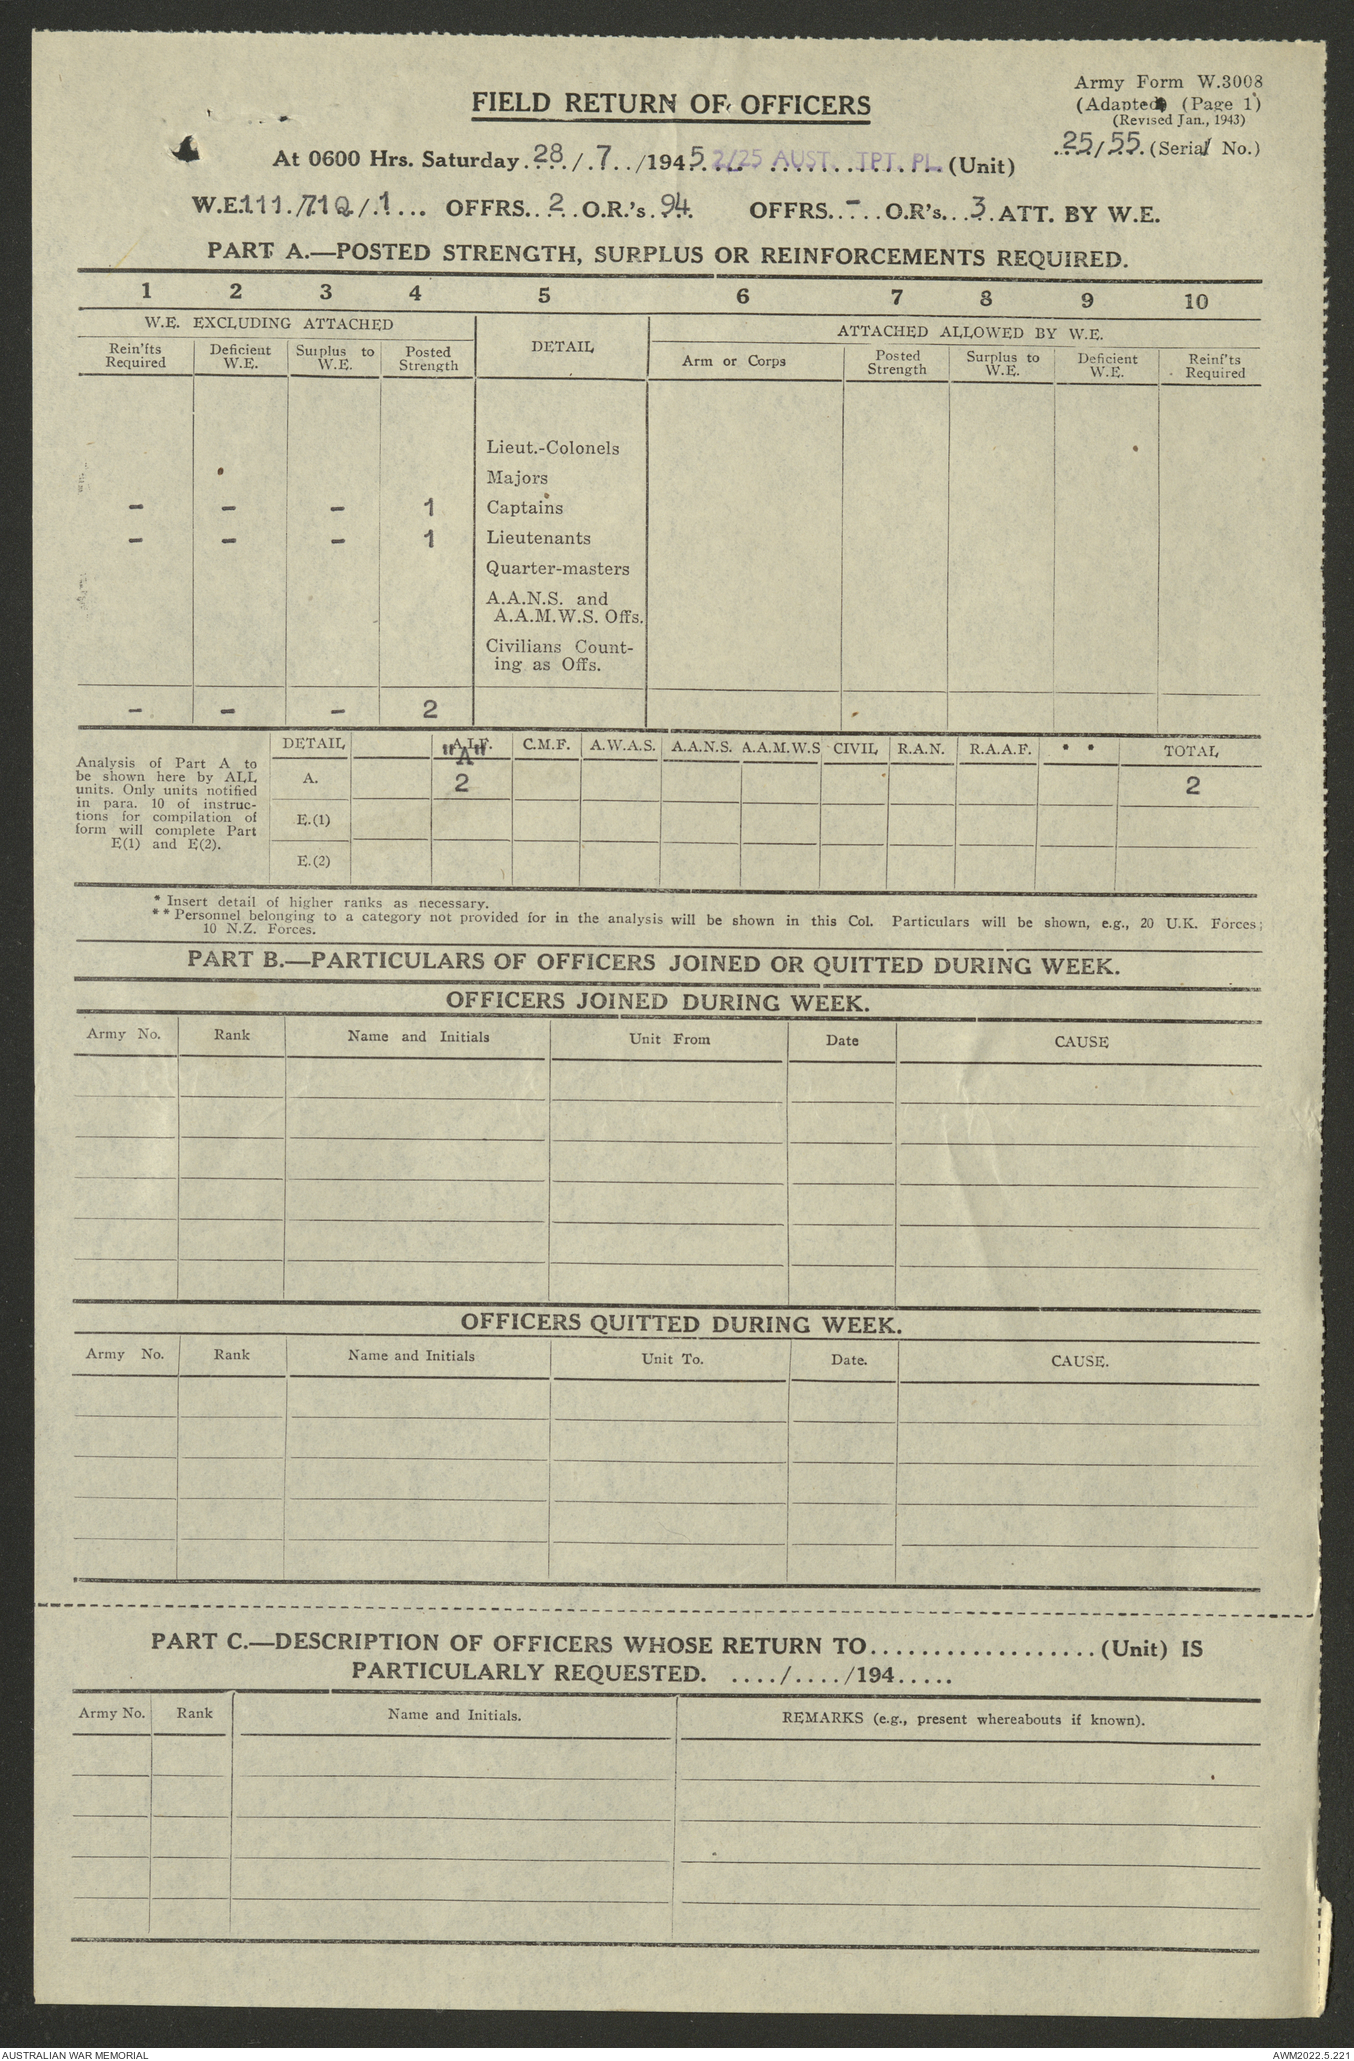 Army Form W.3008
FIELD RETURN OF OFFICERS
(Adapted) (Page 1)
(Revised Jan., 1943)
At 0600 Hrs. Saturday 28 / 7 /1945 2/25 AUST. TPT. PL (Unit)
25/55 (Serial No.)
W.E. 111 /71Q / 1 ... OFFRS. 2 O.R.'s. 94. OFFRS. - O.R's. 3 ATT. BY W.E.
PART A.—POSTED STRENGTH, SURPLUS OR REINFORCEMENTS REQUIRED.
1 2 3 4 5 6 7 8 9 10
W.E. EXCLUDING ATTACHED DETAIL ATTACHED ALLOWED BY W.E.
Rein'fts Required Deficient W.E. Surplus to W.E. Posted Strength Arm or Corps Posted Strength Surplus to W.E. Deficient W.E. Reinf'ts Required
Lieut.-Colonels
Majors
- - - 1 Captains
- - - 1 Lieutenants
Quarter-masters
A.A.N.S. and
A.A.M.W.S. Offs.
Civilians Count-
ing as Offs.
- - - 2
DETAIL A.I.F. "A" C.M.F. A.W.A.S. A.A.N.S. A.A.M.W.S CIVIL R.A.N. R.A.A.F. * * TOTAL
Analysis of Part A to
be shown here by ALL
units. Only units notified
in para. 10 of instruc-
tions for compilation of
form will complete Part
E(1) and E(2).
A. 2 2
E.(1)
E.(2)
* Insert detail of higher ranks as necessary.
** Personnel belonging to a category not provided for in the analysis will be shown in this Col. Particulars will be shown, e.g., 20 U.K. Forces;
10 N.Z. Forces.
PART B.—PARTICULARS OF OFFICERS JOINED OR QUITTED DURING WEEK.
OFFICERS JOINED DURING WEEK.
Army No. Rank Name and Initials Unit From Date CAUSE
OFFICERS QUITTED DURING WEEK.
Army No. Rank Name and Initials Unit To. Date. CAUSE.
PART C.—DESCRIPTION OF OFFICERS WHOSE RETURN TO................... (Unit) IS
PARTICULARLY REQUESTED. ..../..../194.....
Army No. Rank Name and Initials. REMARKS (e.g., present whereabouts if known).
AUSTRALIAN WAR MEMORIAL
AWM2022.5.221